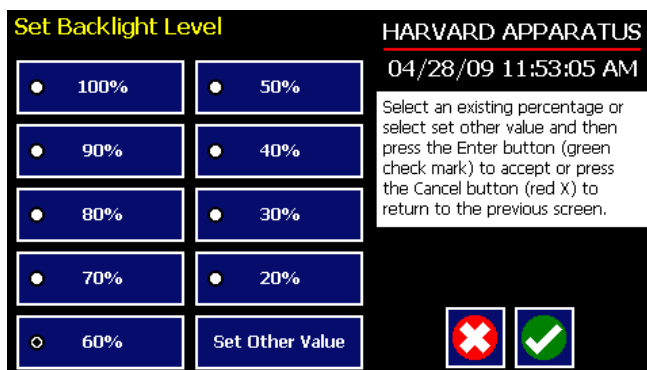 Set Backlight Level
100%
50%
90%
40%
80%
30%
70%
20%
60%
Set Other Value
HARVARD APPARATUS
04/28/09 11:53:05 AM
Select an existing percentage or
select set other value and then
press the Enter button (green
check mark) to accept or press
the Cancel button (red X) to
return to the previous screen.